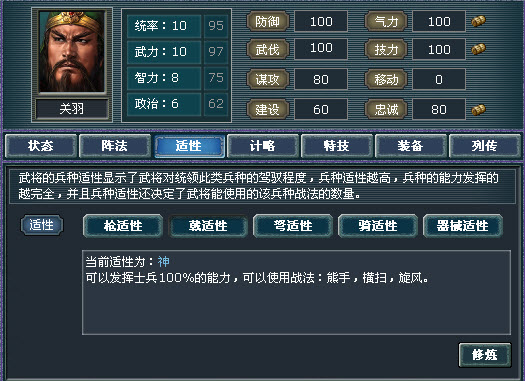 统率：10 95 防御 100 气力 100
武力：10 97 武伐 100 技力 100
智力：8 75 谋攻 80 移动 0
政治：6 62 建设 60 忠诚 80
关羽
状态 阵法 适性 计略 特技 装备 列传
武将的兵种适性显示了武将对统领此类兵种的驾驭程度，兵种适性越高，兵种的能力发挥的
越完全，并且兵种适性还决定了武将能使用的该兵种战法的数量。
适性 枪适性 戟适性 弩适性 骑适性 器械适性
当前适性为：神
可以发挥士兵100%的能力，可以使用战法：熊手，横扫，旋风。
修炼